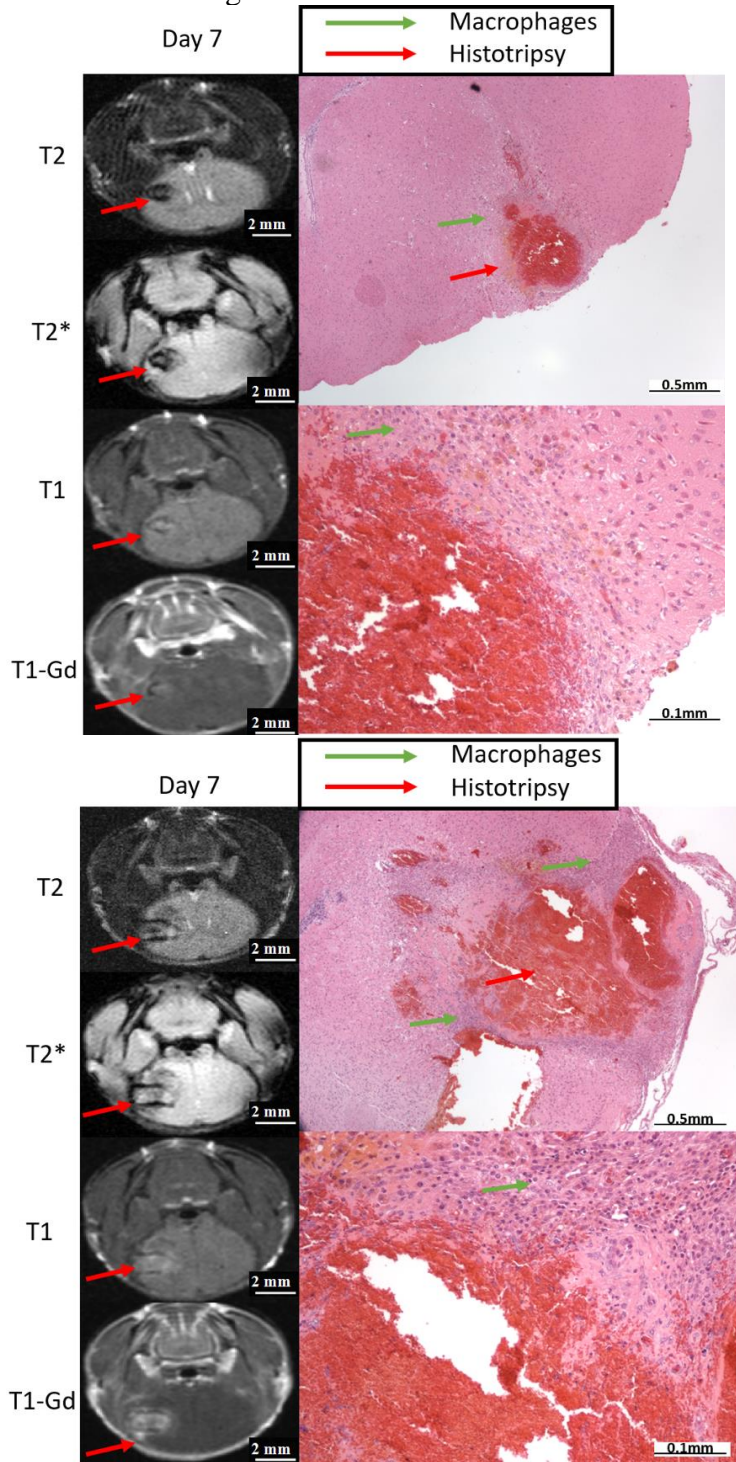 Macrophages
Day 7
Histotripsy
T2
2 mm
T2*
2 mm
0.5mm
T1
2 mm
T1-Gd
2 mm
0.1mm
Macrophages
Day 7
Histotripsy
T2
2 mm
T2*
2 mm
0.5mm
T1
2 mm
T1-Gd
2 mm
0.1mm